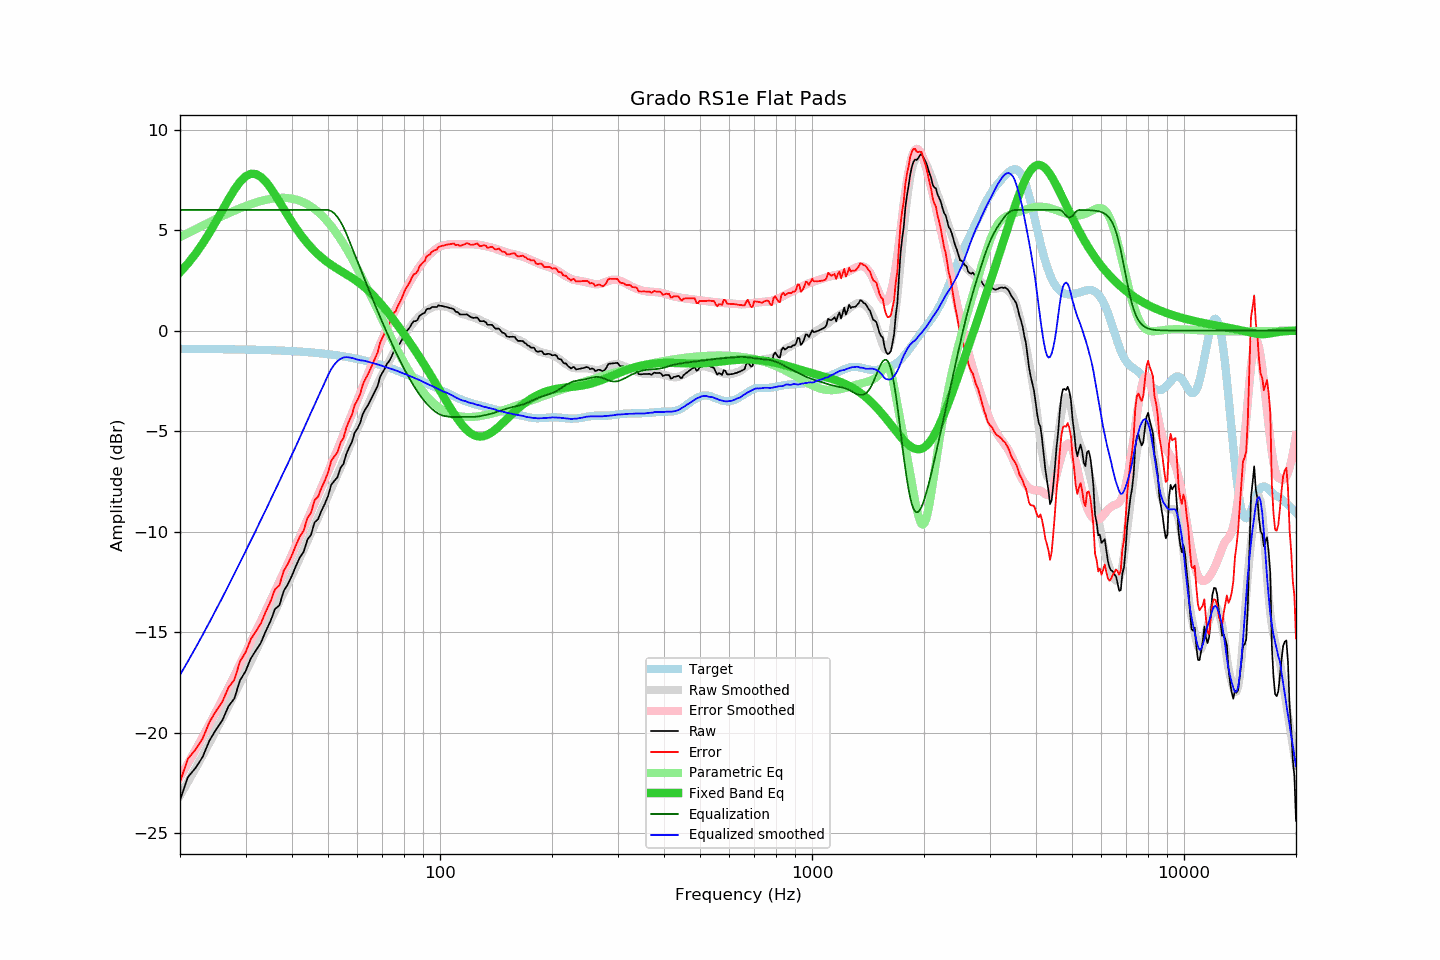 Grado RS1e Flat Pads
Amplitude (dBr)
10
5
0
−5
−10
−15
−20
−25
100
1000
10000
Frequency (Hz)
Target
Raw Smoothed
Error Smoothed
Raw
Error
Parametric Eq
Fixed Band Eq
Equalization
Equalized smoothed